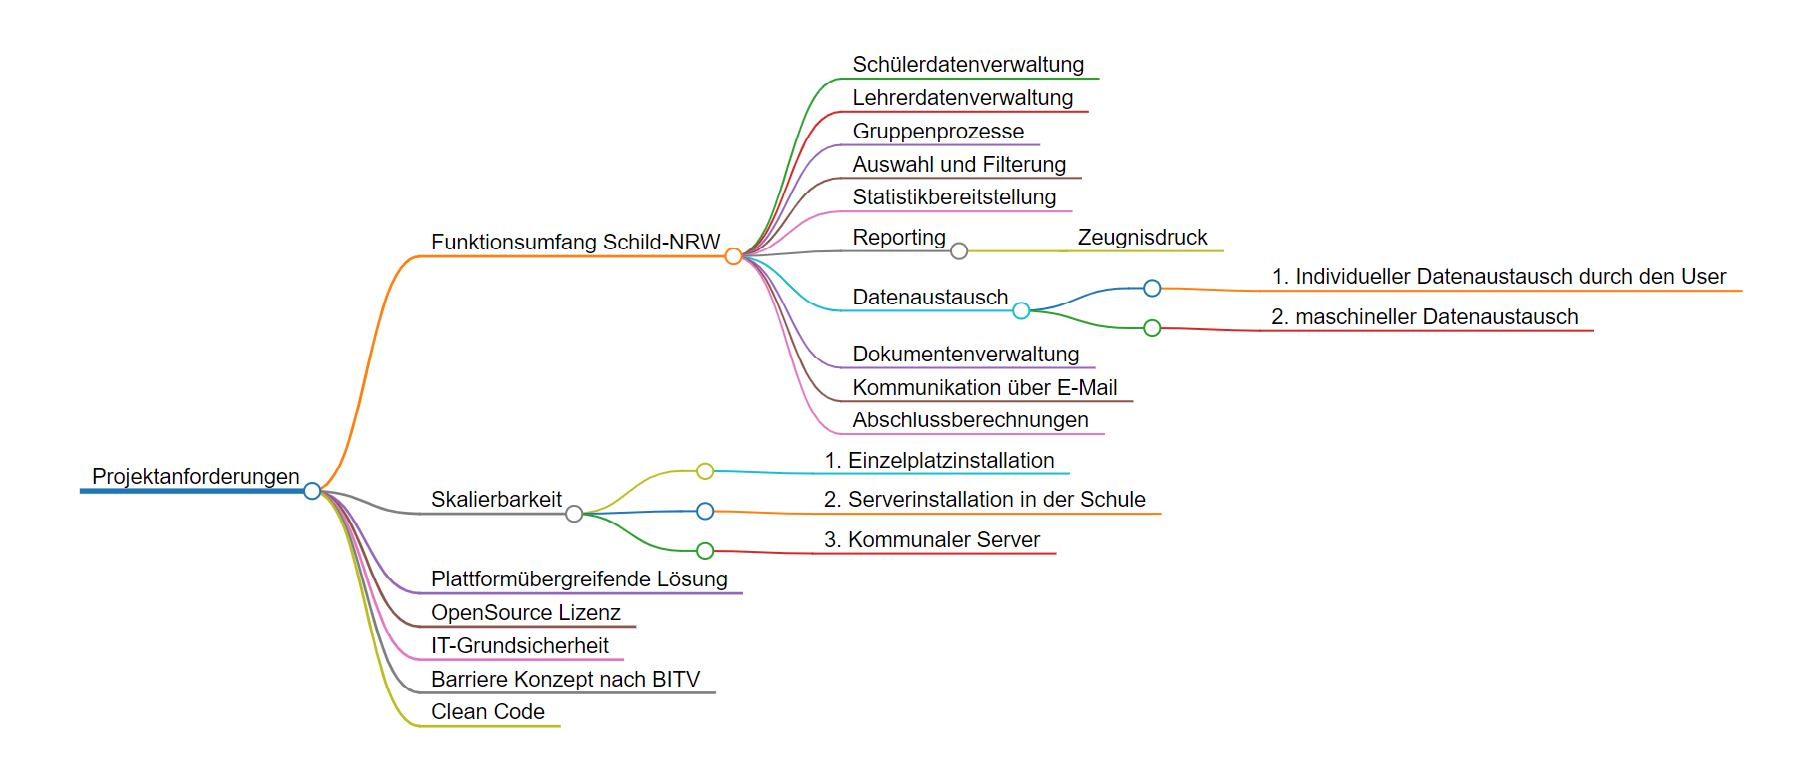 Projektanforderungen
Funktionsumfang Schild-NRW
Schülerdatenverwaltung
Lehrerdatenverwaltung
Gruppenprozesse
Auswahl und Filterung
Statistikbereitstellung
Reporting
Zeugnisdruck
Datenaustausch
1. Individueller Datenaustausch durch den User
2. maschineller Datenaustausch
Dokumentenverwaltung
Kommunikation über E-Mail
Abschlussberechnungen
Skalierbarkeit
1. Einzelplatzinstallation
2. Serverinstallation in der Schule
3. Kommunaler Server
Plattformübergreifende Lösung
OpenSource Lizenz
IT-Grundsicherheit
Barriere Konzept nach BITV
Clean Code